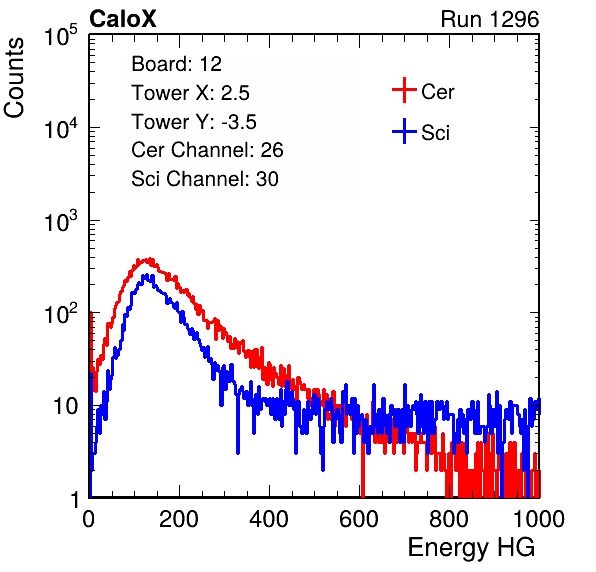 CaloX Run 1296
Counts
Board: 12
Tower X: 2.5
Tower Y: -3.5
Cer Channel: 26
Sci Channel: 30
Cer
Sci
10^5
10^4
10^3
10^2
10
1
0 200 400 600 800 1000
Energy HG